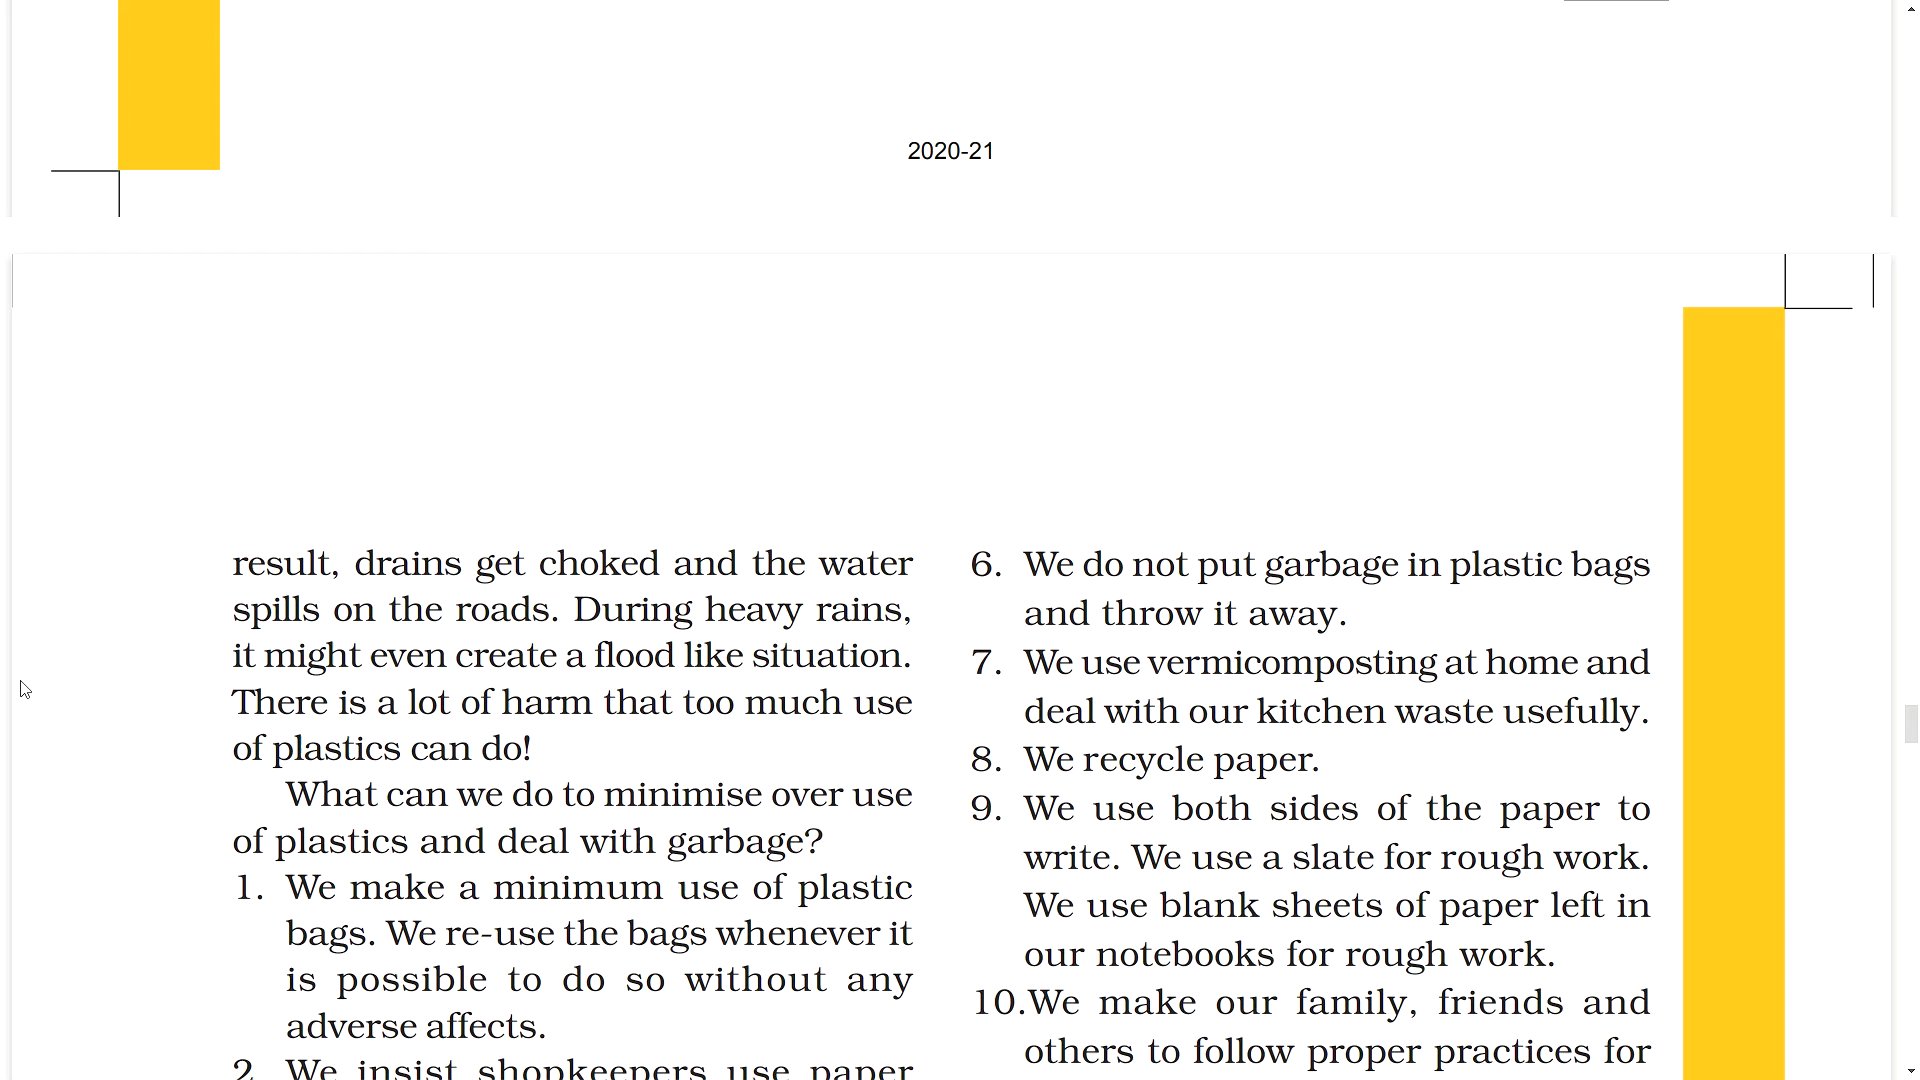 2020-21
result, drains get choked and the water
spills on the roads. During heavy rains,
it might even create a flood like situation.
There is a lot of harm that too much use
of plastics can do!
What can we do to minimise over use
of plastics and deal with garbage?
1. We make a minimum use of plastic
bags. We re-use the bags whenever it
is possible to do so without any
adverse affects.
2. We insist shopkeepers use paper
6. We do not put garbage in plastic bags
and throw it away.
7. We use vermicomposting at home and
deal with our kitchen waste usefully.
8. We recycle paper.
9. We use both sides of the paper to
write. We use a slate for rough work.
We use blank sheets of paper left in
our notebooks for rough work.
10.We make our family, friends and
others to follow proper practices for